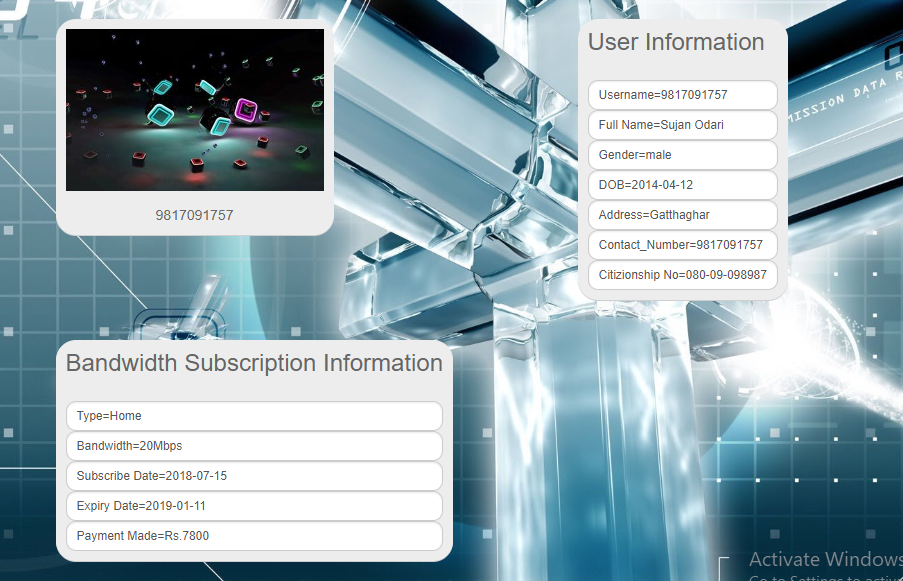 9817091757
User Information
Username=9817091757
Full Name=Sujan Odari
Gender=male
DOB=2014-04-12
Address=Gatthaghar
Contact_Number=9817091757
Citizionship No=080-09-098987
MISSION DATA R
Bandwidth Subscription Information
Type=Home
Bandwidth=20Mbps
Subscribe Date=2018-07-15
Expiry Date=2019-01-11
Payment Made=Rs.7800
Activate Windows
Go to Settings to